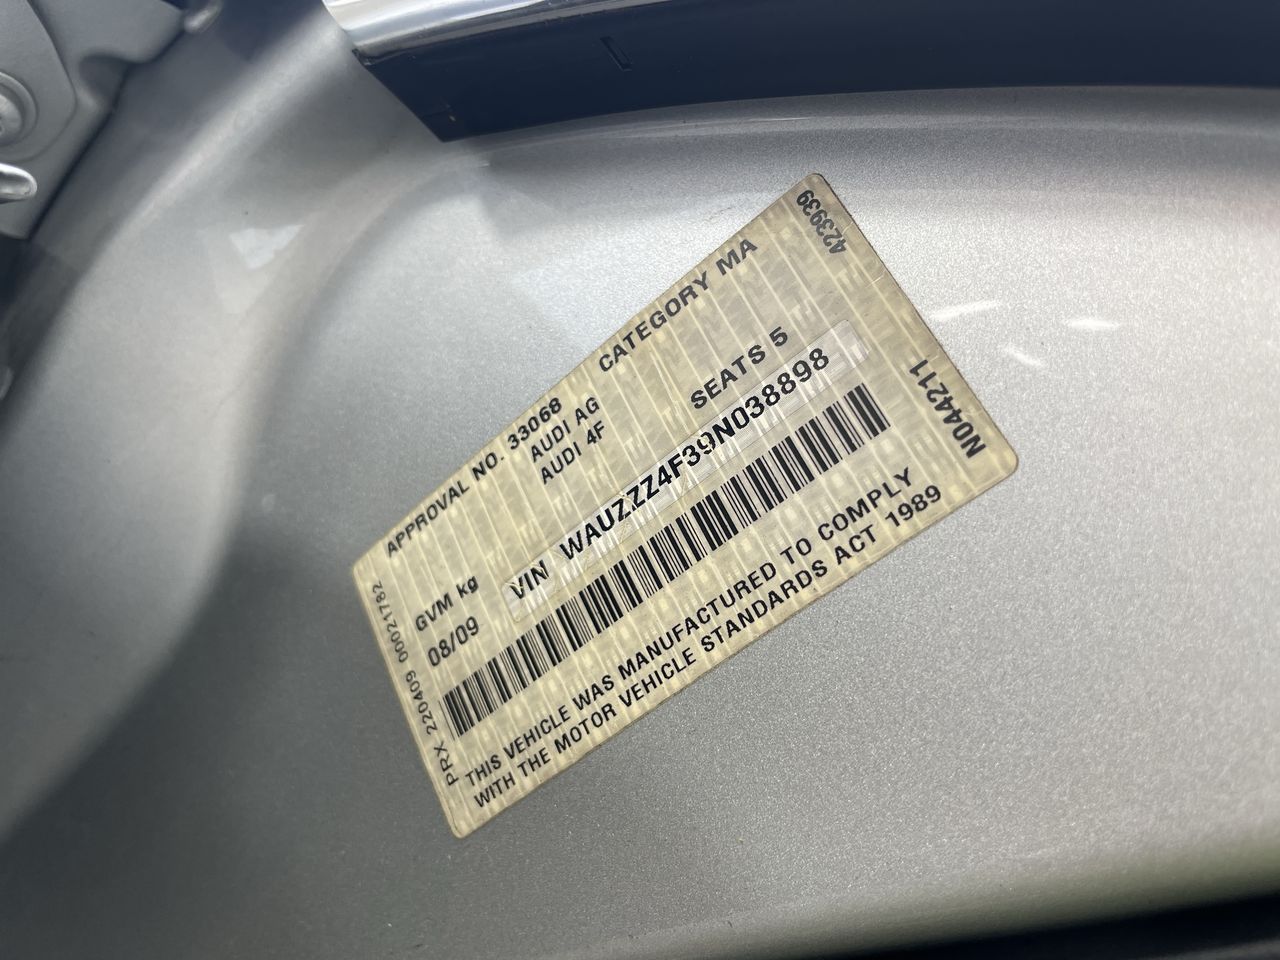 APPROVAL NO. 33068 CATEGORY MA
AUDI AG
AUDI 4F SEATS 5
GVM kg
08/09
VIN WAUZZZ4F39N038898
THIS VEHICLE WAS MANUFACTURED TO COMPLY
WITH THE MOTOR VEHICLE STANDARDS ACT 1989
PRX 220409 00021782
423939
N044211